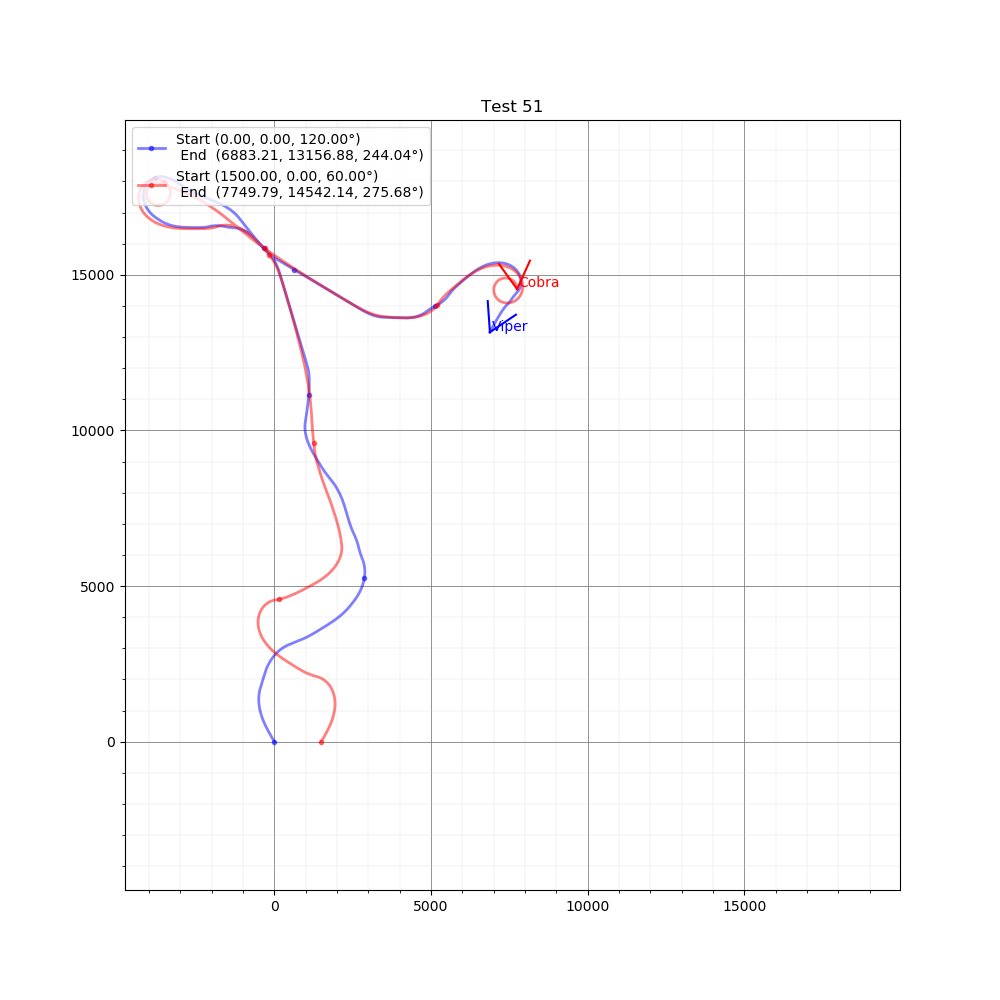 Test 51
Start (0.00, 0.00, 120.00°)
End  (6883.21, 13156.88, 244.04°)
Start (1500.00, 0.00, 60.00°)
End  (7749.79, 14542.14, 275.68°)
15000
Cobra
Viper
10000
5000
0
0 5000 10000 15000